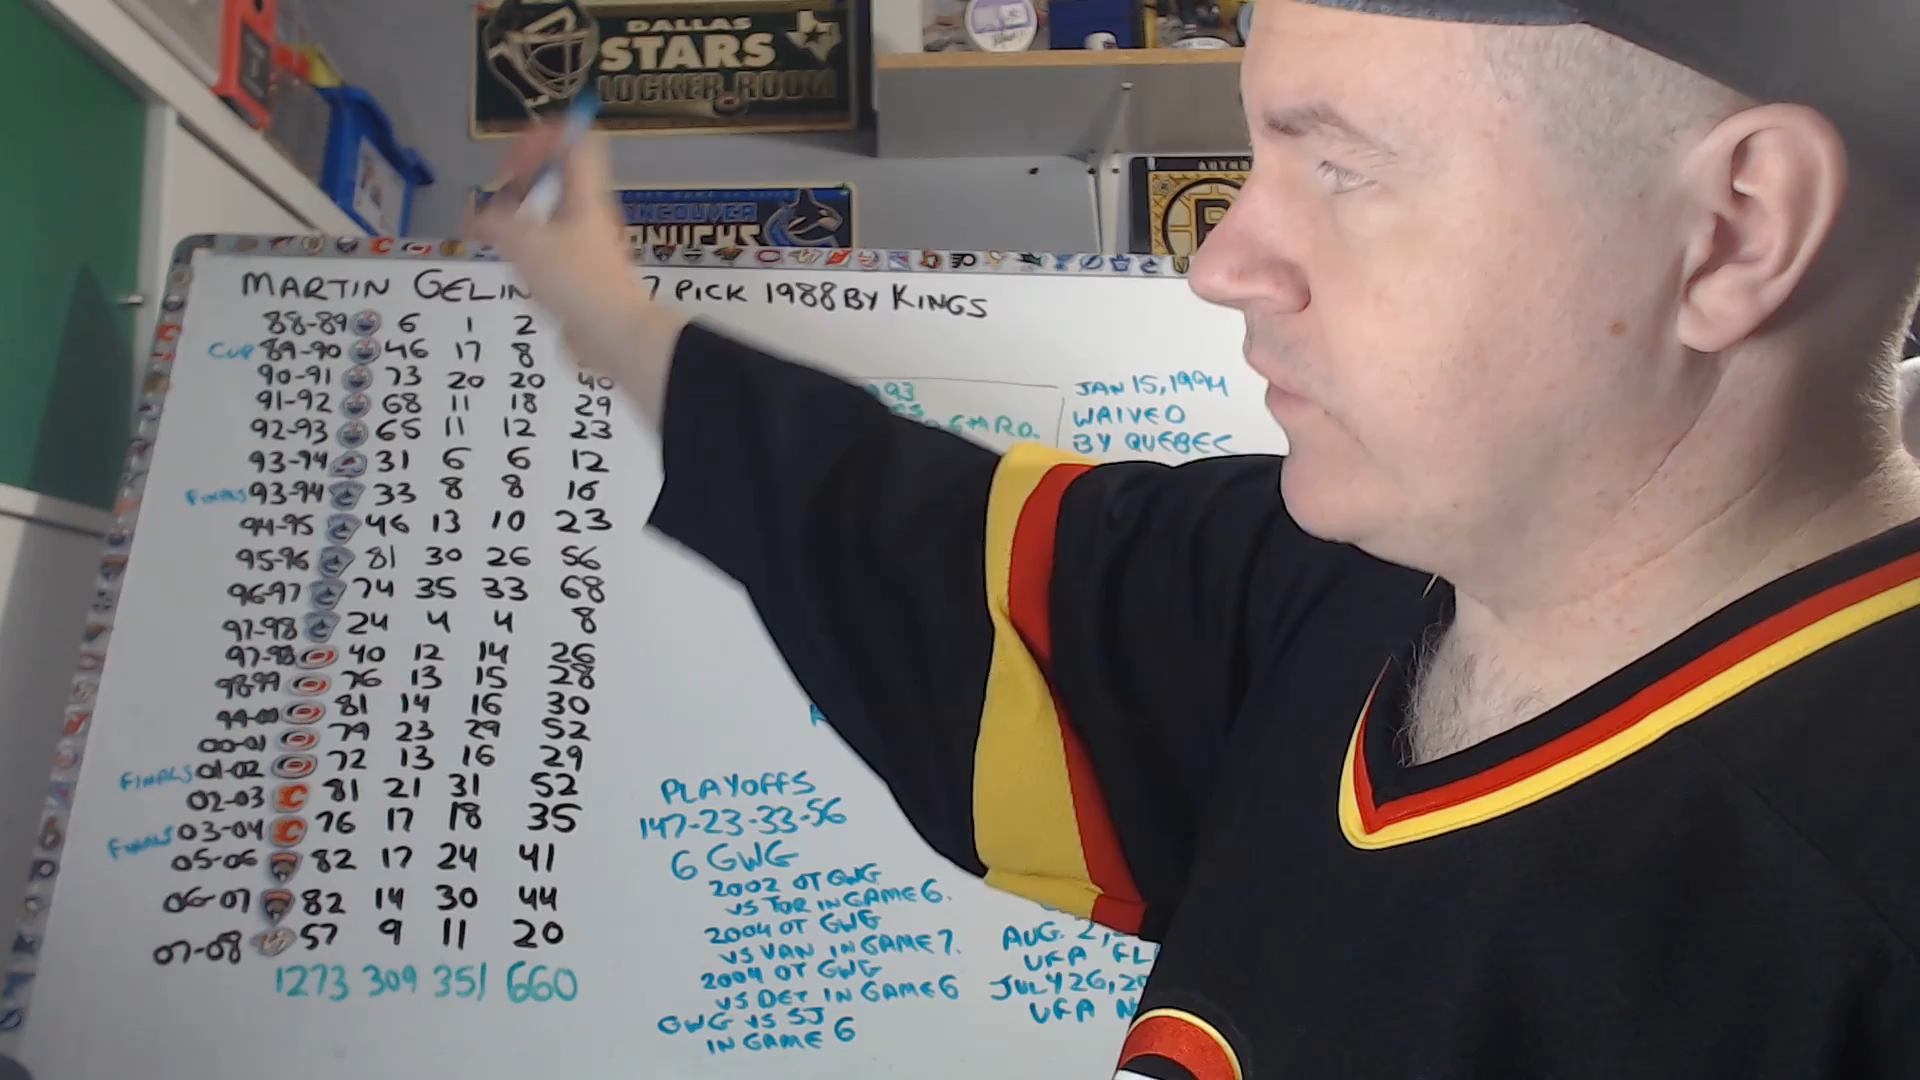 DALLAS
STARS
LOCKER ROOM
CANUCKS
MARTIN GELIN
7 PICK 1988 BY KINGS
88-89 6 1 2
CUP 89-90 46 17 8
90-91 73 20 20 40
91-92 68 11 18 29
92-93 65 11 12 23
93-94 31 6 6 12
FINALS 93-94 33 8 8 16
94-95 46 13 10 23
95-96 81 30 26 56
96-97 74 35 33 68
97-98 24 4 4 8
97-98 40 12 14 26
98-99 76 13 15 28
99-00 81 14 16 30
00-01 79 23 29 52
FINALS 01-02 72 13 16 29
02-03 81 21 31 52
FINALS 03-04 76 17 18 35
05-06 82 17 24 41
06-07 82 14 30 44
07-08 57 9 11 20
1273 309 351 660
JAN 15, 1994
WAIVED
BY QUEBEC
PLAYOFFS
147-23-33-56
6 GWG
2002 OT GWG
VS TOR IN GAME 6.
2004 OT GWG
VS VAN IN GAME 7.
2004 OT GWG
VS DET IN GAME 6
GWG VS SJ
IN GAME 6
AUG. 2,
UFA FL
JULY 26, 20
UFA N